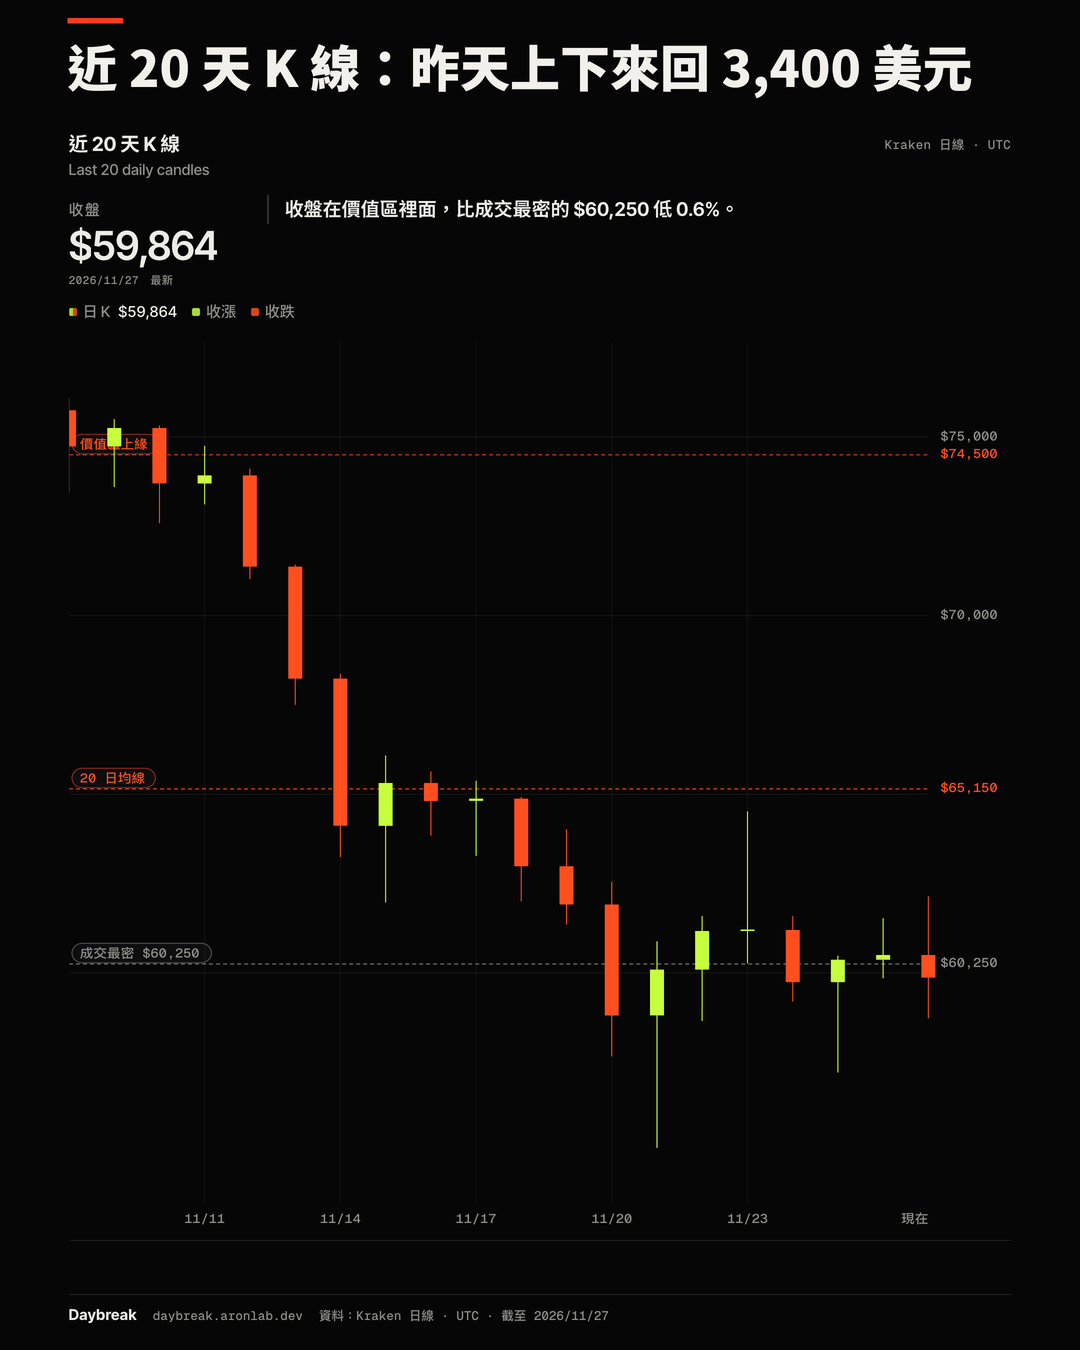 近 20 天 K 線：昨天上下來回 3,400 美元
近 20 天 K 線
Kraken 日線 · UTC
Last 20 daily candles
收盤
收盤在價值區裡面，比成交最密的 $60,250 低 0.6%。
$59,864
2026/11/27 最新
日 K $59,864 收漲 收跌
$75,000
價值 上緣
$74,500
$70,000
20 日均線
$65,150
成交最密 $60,250
$60,250
11/11 11/14 11/17 11/20 11/23 現在
Daybreak daybreak.aronlab.dev 資料：Kraken 日線 · UTC · 截至 2026/11/27